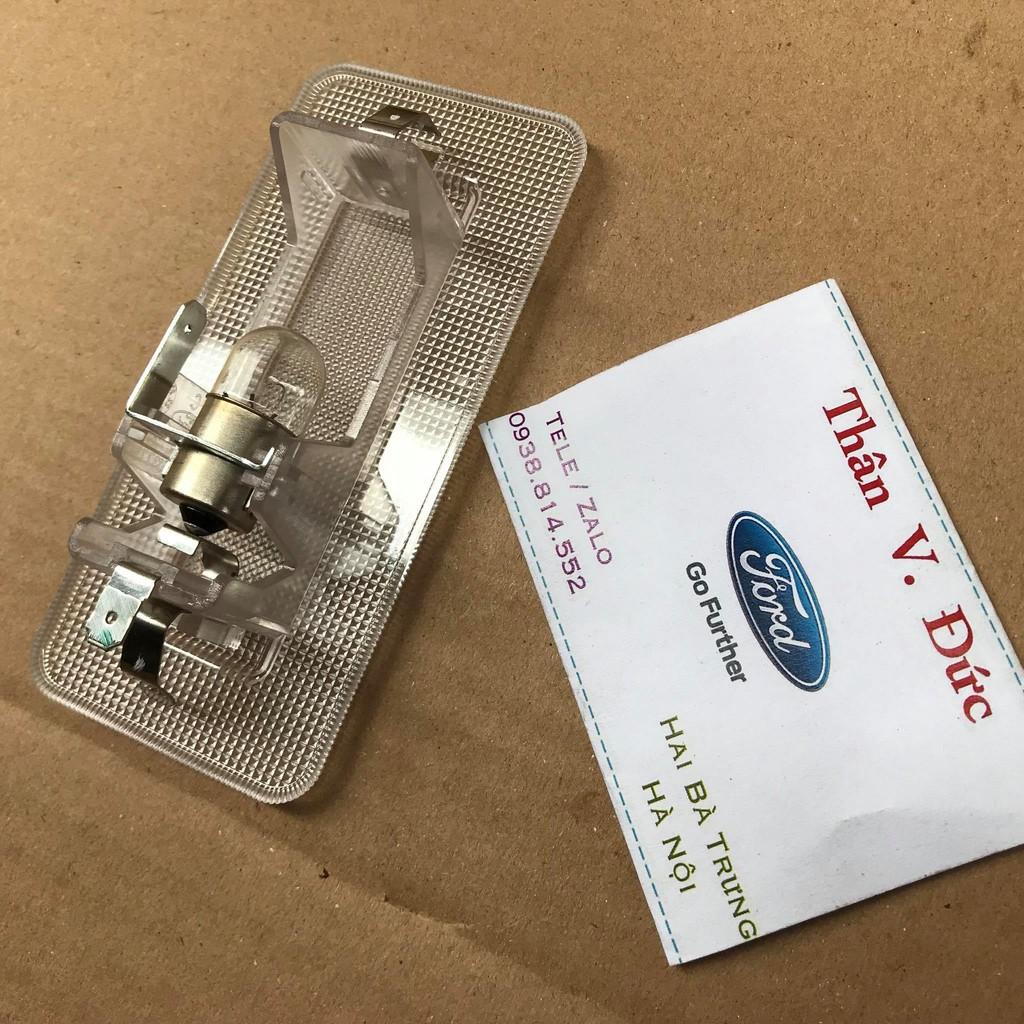 Thân V. Đức
Ford
Go Further
TELE / ZALO
0938.814.552
HAI BÀ TRƯNG
HÀ NỘI